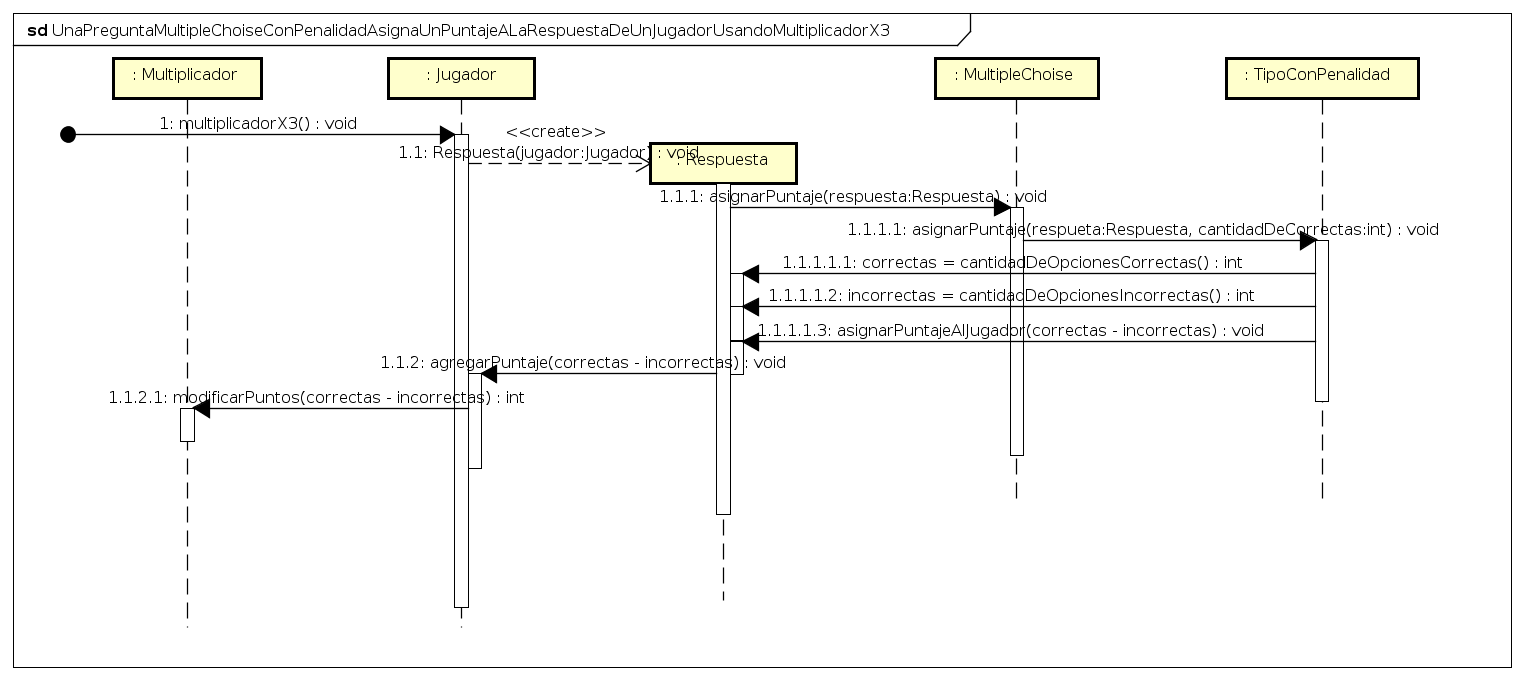 sd UnaPreguntaMultipleChoiseConPenalidadAsignaUnPuntajeALaRespuestaDeUnJugadorUsandoMultiplicadorX3
: Multiplicador
: Jugador
: MultipleChoise
: TipoConPenalidad
1: multiplicadorX3() : void
<<create>>
1.1: Respuesta(jugador:Jugador) : void
: Respuesta
1.1.1: asignarPuntaje(respuesta:Respuesta) : void
1.1.1.1: asignarPuntaje(respueta:Respuesta, cantidadDeCorrectas:int) : void
1.1.1.1.1: correctas = cantidadDeOpcionesCorrectas() : int
1.1.1.1.2: incorrectas = cantidadDeOpcionesIncorrectas() : int
1.1.1.1.3: asignarPuntajeAlJugador(correctas - incorrectas) : void
1.1.2: agregarPuntaje(correctas - incorrectas) : void
1.1.2.1: modificarPuntos(correctas - incorrectas) : int